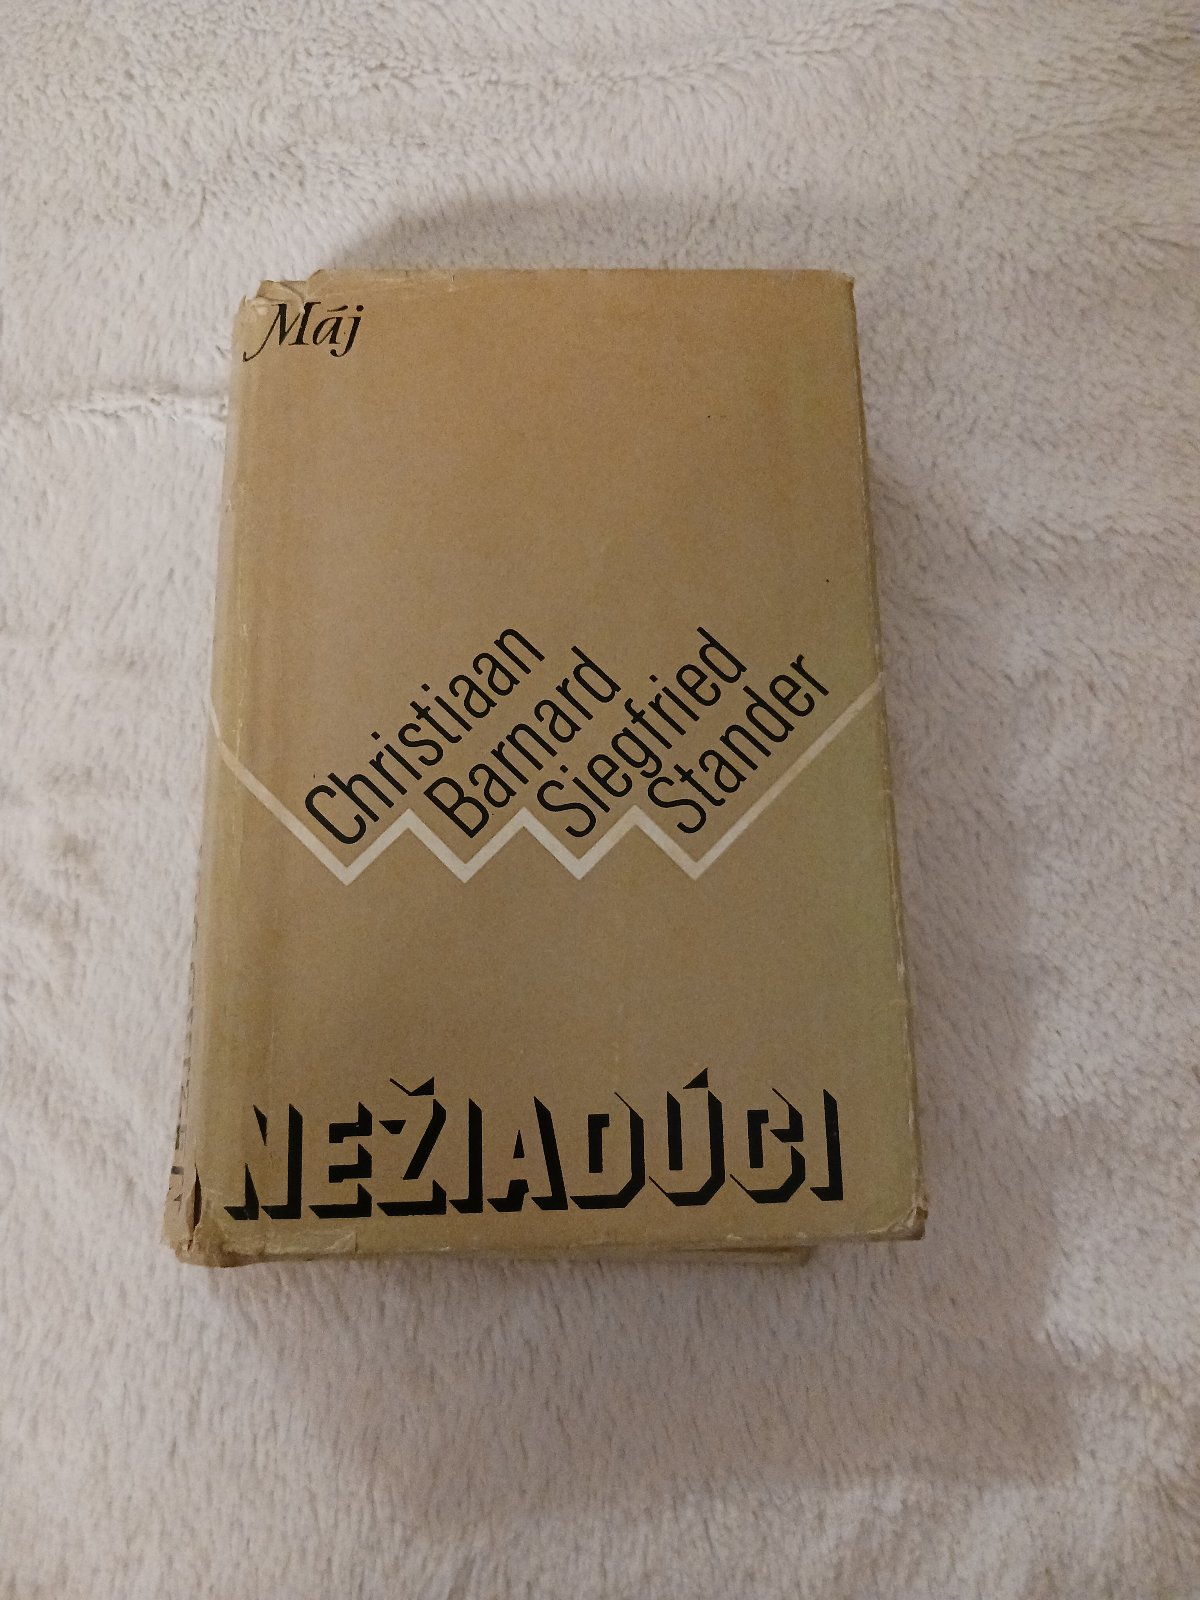 Máj
Christiaan
Barnard
Siegfried
Stander
NEŽIADÚCI